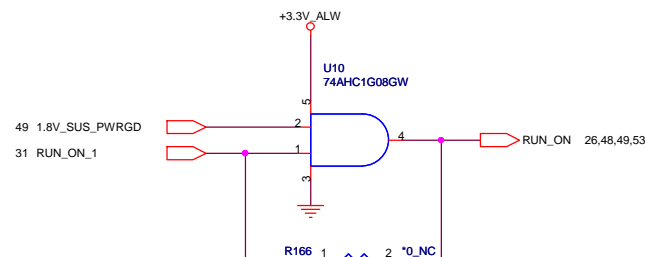 +3.3V_ALW
U10
74AHC1G08GW
5
49 1.8V_SUS_PWRGD
2
4
RUN_ON 26,48,49,53
31 RUN_ON_1
1
3
R166 1 2 *0_NC